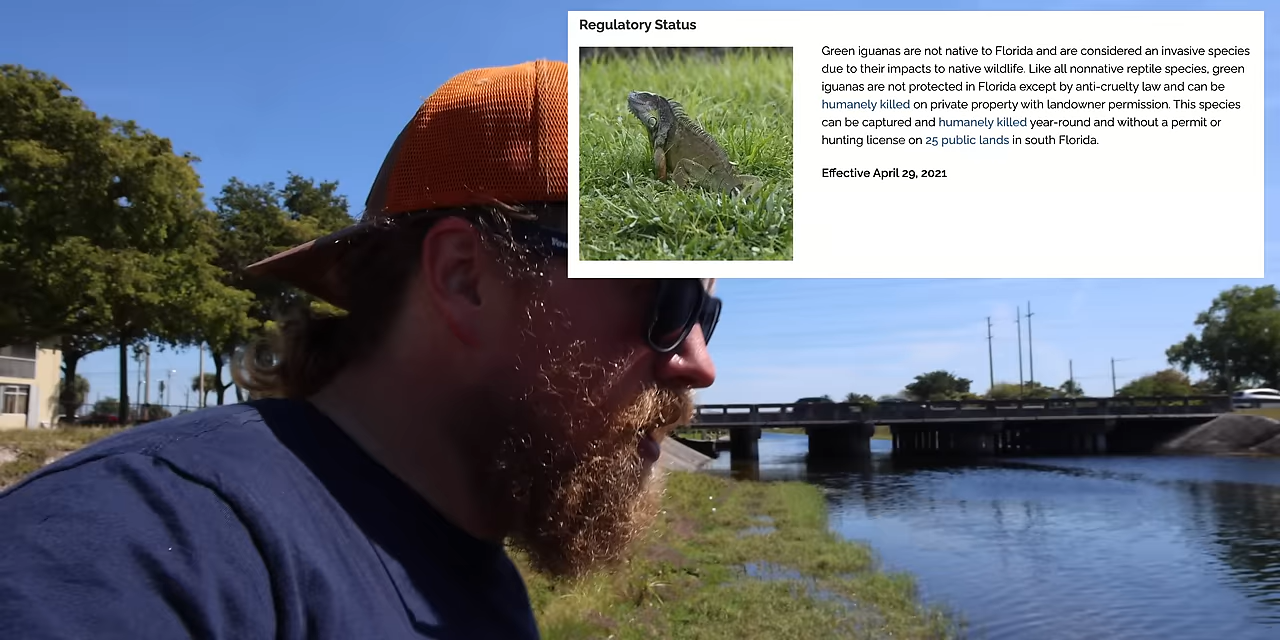 Regulatory Status
Green iguanas are not native to Florida and are considered an invasive species
due to their impacts to native wildlife. Like all nonnative reptile species, green
iguanas are not protected in Florida except by anti-cruelty law and can be
humanely killed on private property with landowner permission. This species
can be captured and humanely killed year-round and without a permit or
hunting license on 25 public lands in south Florida.
Effective April 29, 2021